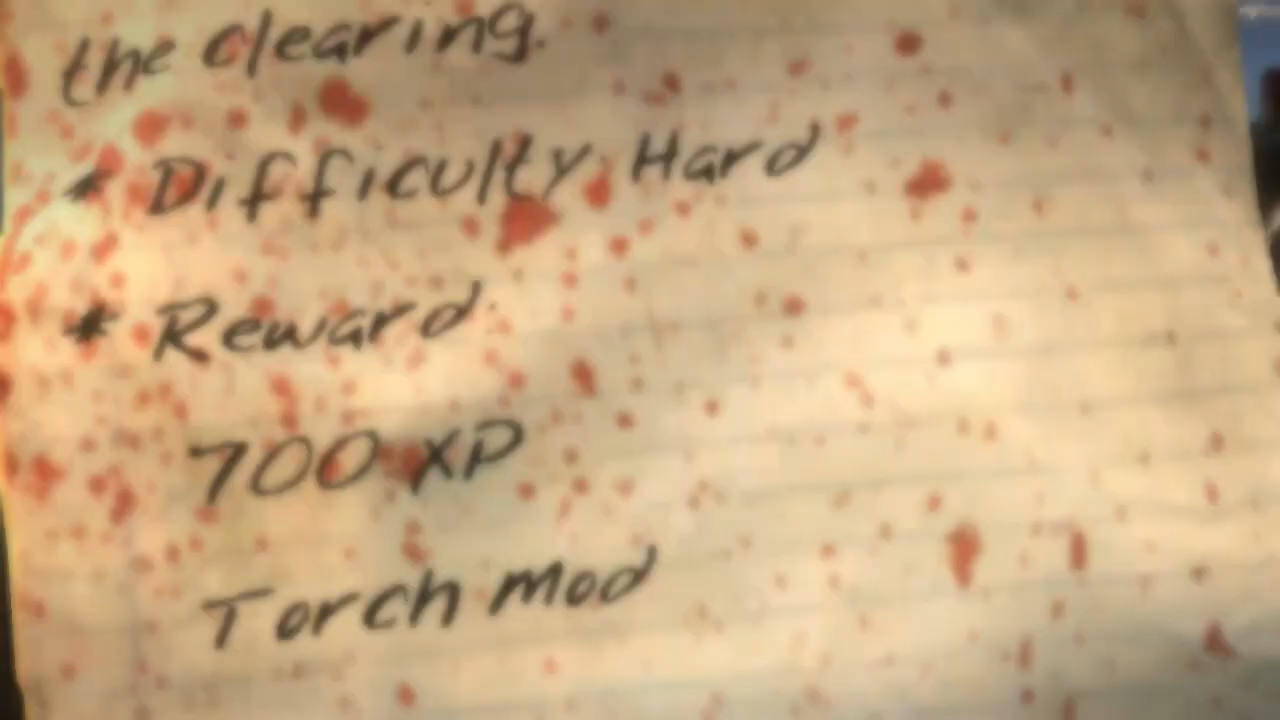 the clearing.
* Difficulty Hard
* Reward
700 XP
Torch mod